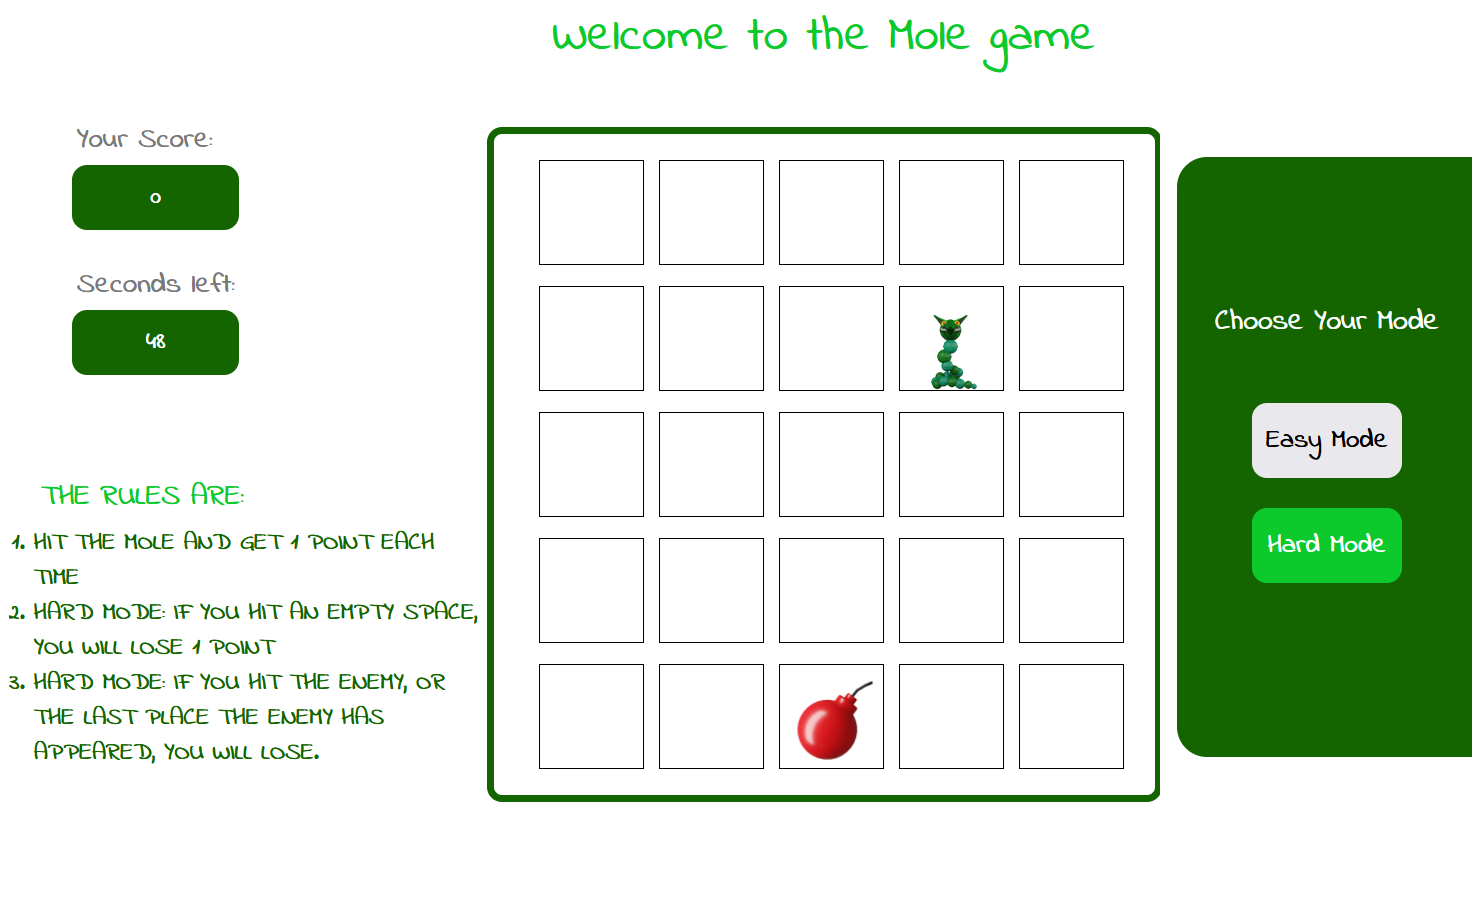 Welcome to the Mole game
Your Score:
0
Seconds left:
48
THE RULES ARE:
1. HIT THE MOLE AND GET 1 POINT EACH
TIME
2. HARD MODE: IF YOU HIT AN EMPTY SPACE,
YOU WILL LOSE 1 POINT
3. HARD MODE: IF YOU HIT THE ENEMY, OR
THE LAST PLACE THE ENEMY HAS
APPEARED, YOU WILL LOSE.
Choose Your Mode
Easy Mode
Hard Mode